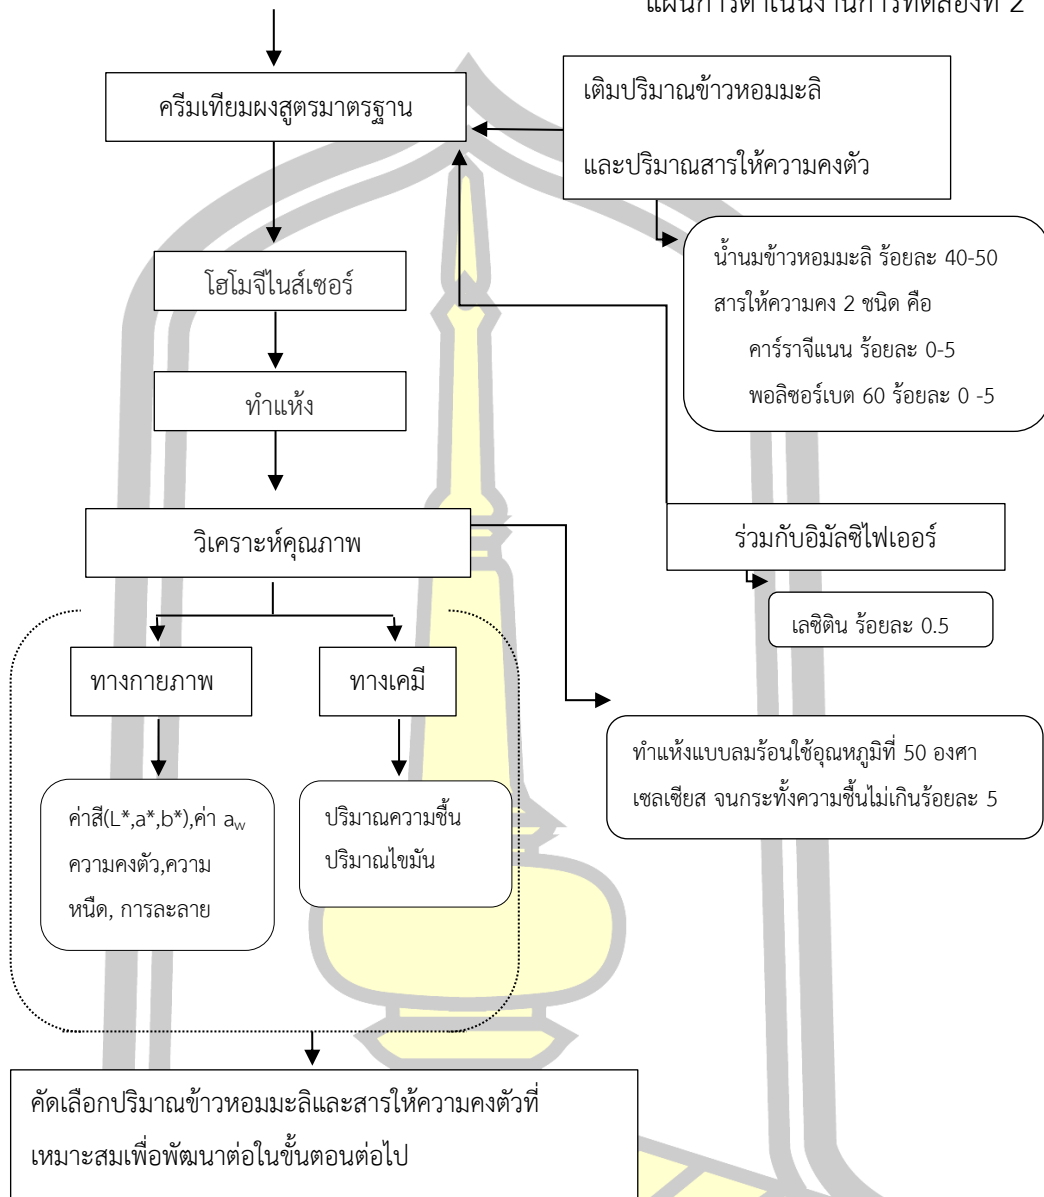 แผนการดำเนินงานการทดลองที่ 2
ครีมเทียมผงสูตรมาตรฐาน
เติมปริมาณข้าวหอมมะลิ
และปริมาณสารให้ความคงตัว
น้ำนมข้าวหอมมะลิ ร้อยละ 40-50
สารให้ความคง 2 ชนิด คือ
คาร์ราจีแนน ร้อยละ 0-5
พอลิซอร์เบต 60 ร้อยละ 0 -5
โฮโมจีไนส์เซอร์
ทำแห้ง
วิเคราะห์คุณภาพ
ร่วมกับอิมัลซิไฟเออร์
เลซิติน ร้อยละ 0.5
ทางกายภาพ
ทางเคมี
ทำแห้งแบบลมร้อนใช้อุณหภูมิที่ 50 องศา
เซลเซียส จนกระทั้งความชื้นไม่เกินร้อยละ 5
ค่าสี(L*,a*,b*),ค่า aw
ความคงตัว,ความ
หนืด, การละลาย
ปริมาณความชื้น
ปริมาณไขมัน
คัดเลือกปริมาณข้าวหอมมะลิและสารให้ความคงตัวที่
เหมาะสมเพื่อพัฒนาต่อในขั้นตอนต่อไป